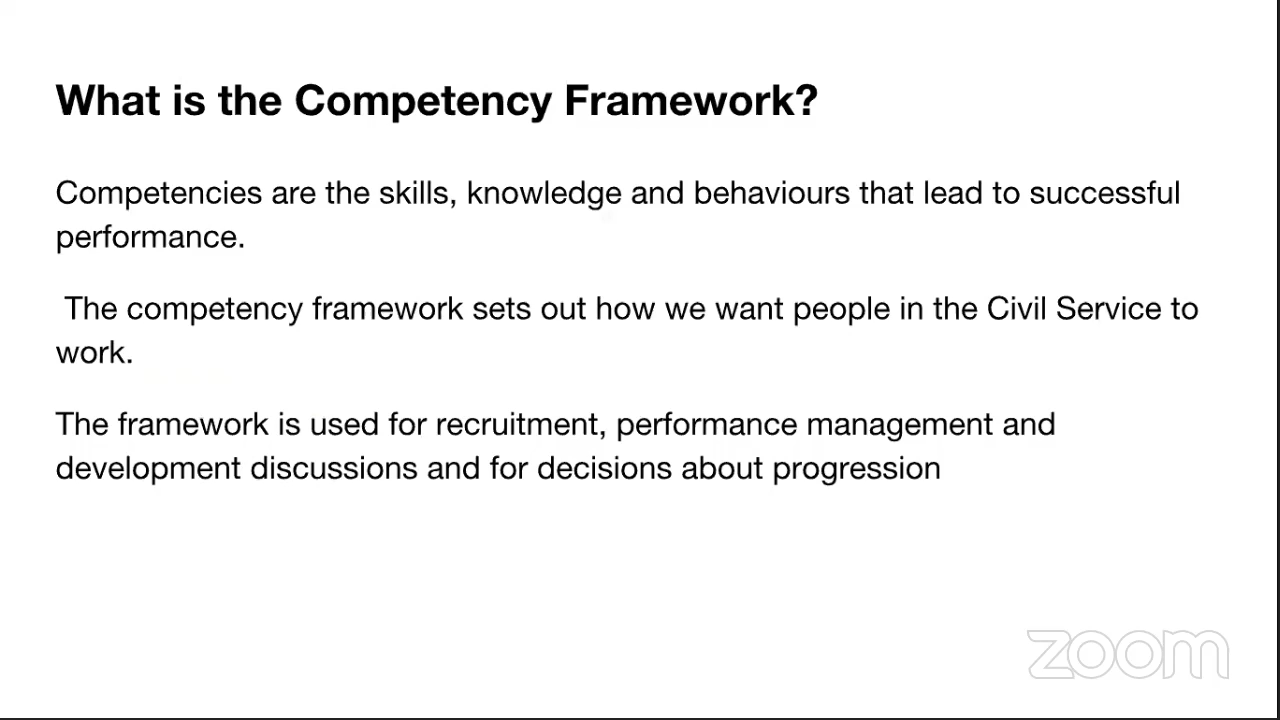 What is the Competency Framework?
Competencies are the skills, knowledge and behaviours that lead to successful
performance.
The competency framework sets out how we want people in the Civil Service to
work.
The framework is used for recruitment, performance management and
development discussions and for decisions about progression
zoom